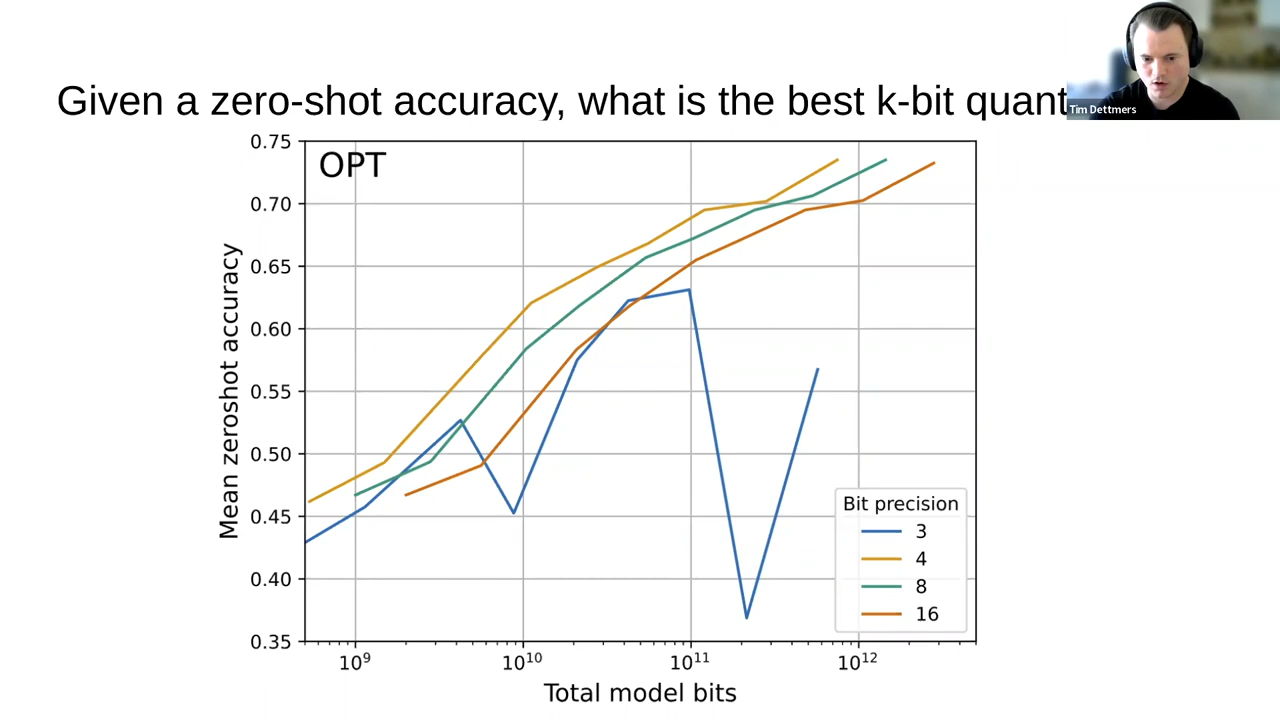 Given a zero-shot accuracy, what is the best k-bit quant
Tim Dettmers
OPT
0.75
0.70
0.65
0.60
0.55
0.50
0.45
0.40
0.35
Mean zeroshot accuracy
10⁹
10¹⁰
10¹¹
10¹²
Total model bits
Bit precision
3
4
8
16